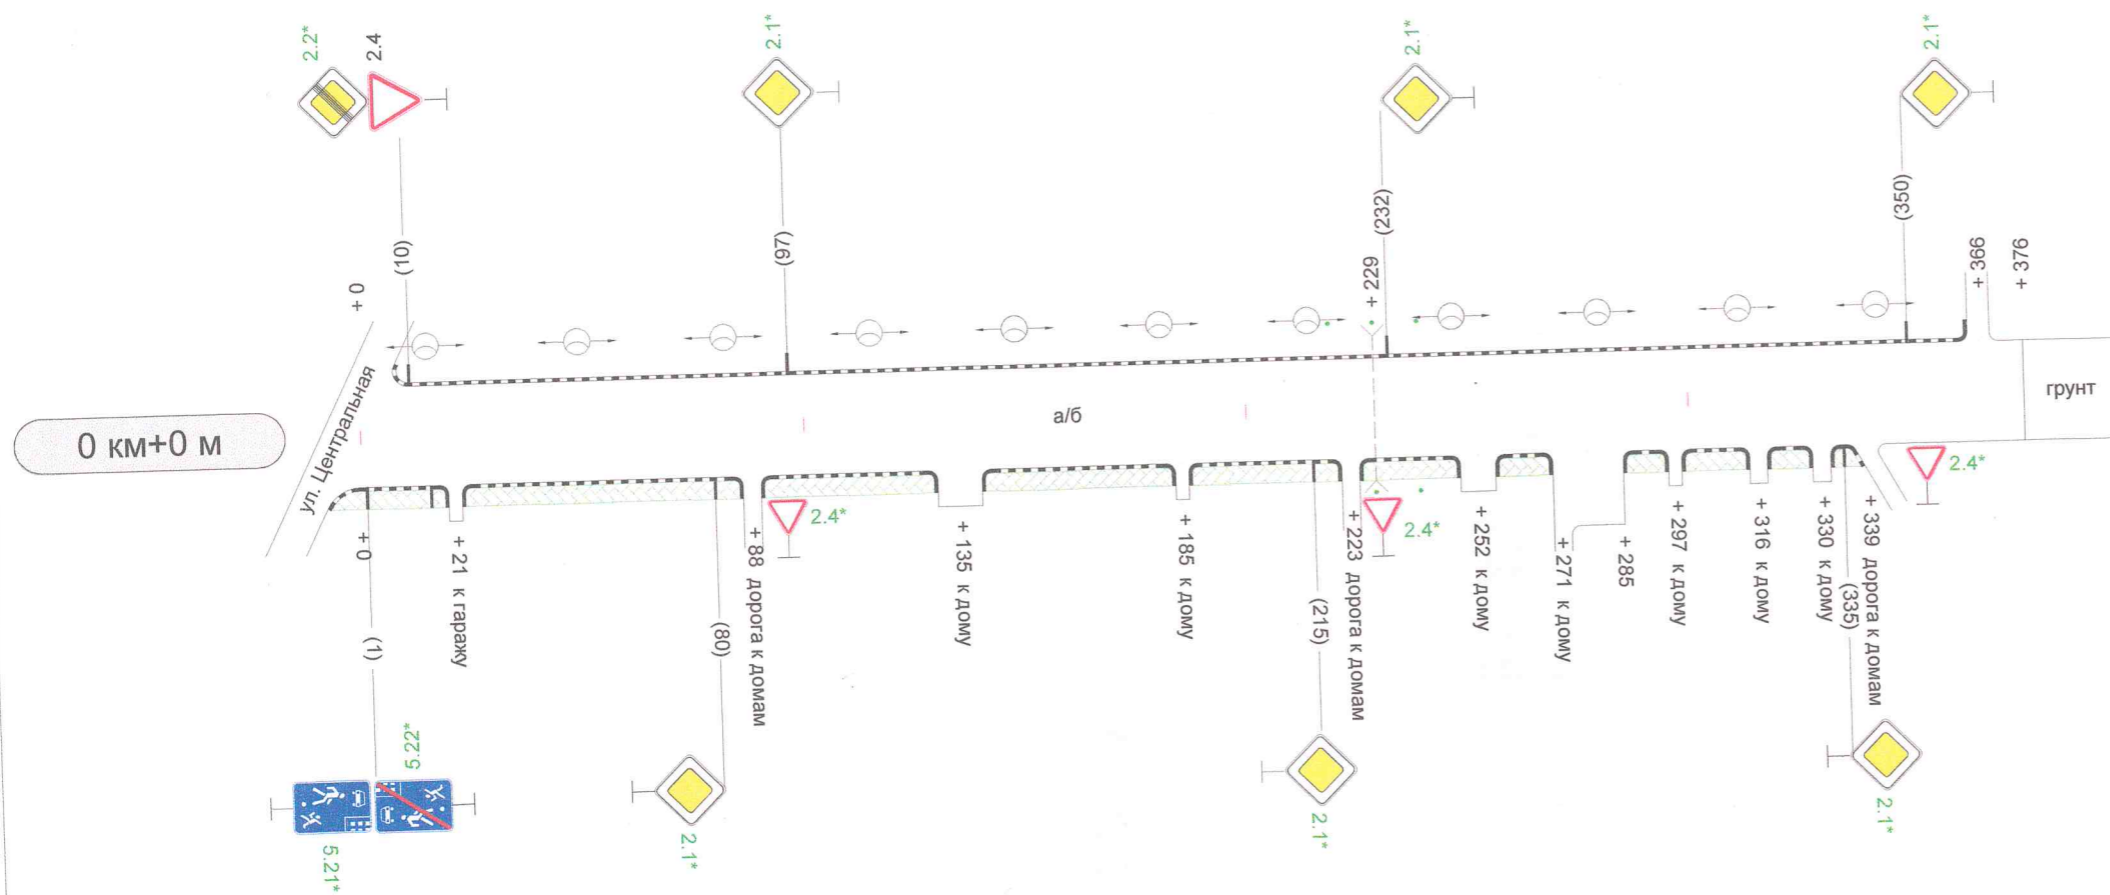 2.2*
2.4
2.1*
2.1*
2.1*
(10)
(97)
(232)
(350)
+ 0
+ 229
+ 366
+ 376
ул. Центральная
0 км+0 м
а/б
грунт
2.4*
2.4*
2.4*
+ 0
+ 21 к гаражу
+ 88 дорога к домам
+ 135 к дому
+ 185 к дому
+ 223 дорога к домам
+ 252 к дому
+ 271 к дому
+ 285
+ 297 к дому
+ 316 к дому
+ 330 к дому
+ 339 дорога к домам
(1)
(80)
(215)
(335)
5.22*
5.21*
2.1*
2.1*
2.1*